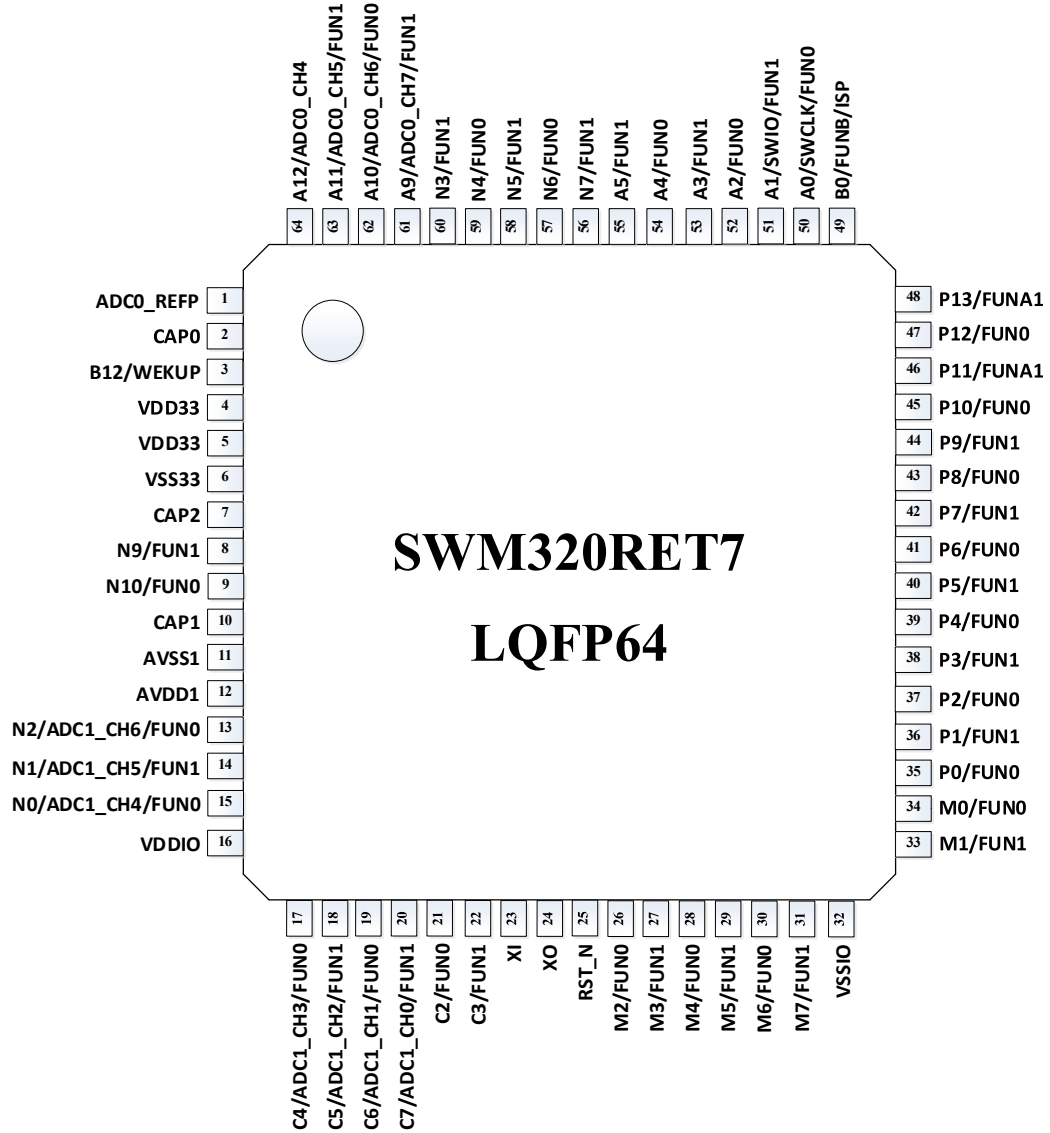 A12/ADC0_CH4
A11/ADC0_CH5/FUN1
A10/ADC0_CH6/FUN0
A9/ADC0_CH7/FUN1
N3/FUN1
N4/FUN0
N5/FUN1
N6/FUN0
N7/FUN1
A5/FUN1
A4/FUN0
A3/FUN1
A2/FUN0
A1/SWIO/FUN1
A0/SWCLK/FUN0
B0/FUNB/ISP
64
63
62
61
60
59
58
57
56
55
54
53
52
51
50
49
ADC0_REFP 1
CAP0 2
B12/WEKUP 3
VDD33 4
VDD33 5
VSS33 6
CAP2 7
N9/FUN1 8
N10/FUN0 9
CAP1 10
AVSS1 11
AVDD1 12
N2/ADC1_CH6/FUN0 13
N1/ADC1_CH5/FUN1 14
N0/ADC1_CH4/FUN0 15
VDDIO 16
SWM320RET7
LQFP64
48 P13/FUNA1
47 P12/FUN0
46 P11/FUNA1
45 P10/FUN0
44 P9/FUN1
43 P8/FUN0
42 P7/FUN1
41 P6/FUN0
40 P5/FUN1
39 P4/FUN0
38 P3/FUN1
37 P2/FUN0
36 P1/FUN1
35 P0/FUN0
34 M0/FUN0
33 M1/FUN1
17
18
19
20
21
22
23
24
25
26
27
28
29
30
31
32
C4/ADC1_CH3/FUN0
C5/ADC1_CH2/FUN1
C6/ADC1_CH1/FUN0
C7/ADC1_CH0/FUN1
C2/FUN0
C3/FUN1
XI
XO
RST_N
M2/FUN0
M3/FUN1
M4/FUN0
M5/FUN1
M6/FUN0
M7/FUN1
VSSIO